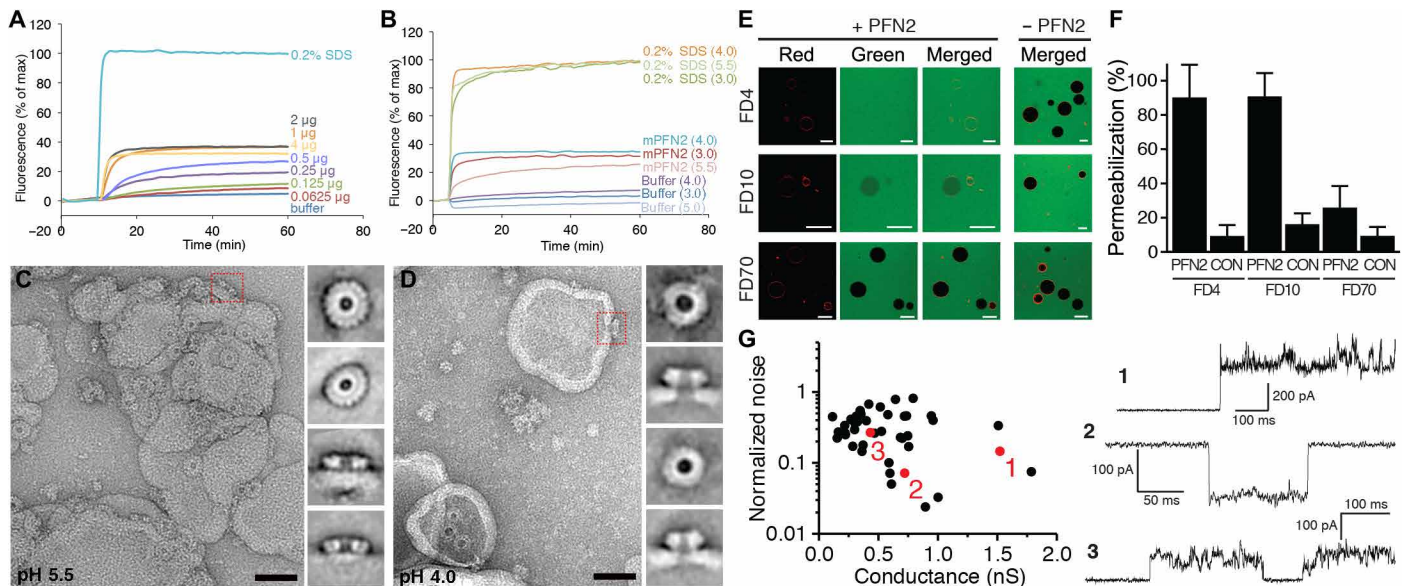 A
Fluorescence (% of max)
120
100
80
60
40
20
0
−20
0
20
40
60
80
Time (min)
0.2% SDS
2 µg
1 µg
4 µg
0.5 µg
0.25 µg
0.125 µg
0.0625 µg
buffer
B
Fluorescence (% of max)
120
100
80
60
40
20
0
−20
0
20
40
60
80
Time (min)
0.2% SDS (4.0)
0.2% SDS (5.5)
0.2% SDS (3.0)
mPFN2 (4.0)
mPFN2 (3.0)
mPFN2 (5.5)
Buffer (4.0)
Buffer (3.0)
Buffer (5.0)
C
pH 5.5
D
pH 4.0
E
+ PFN2
− PFN2
Red
Green
Merged
Merged
FD4
FD10
FD70
F
Permeabilization (%)
100
80
60
40
20
0
PFN2 CON PFN2 CON PFN2 CON
FD4
FD10
FD70
G
Normalized noise
1
0.1
0.01
0.0
0.5
1.0
1.5
2.0
Conductance (nS)
3
2
1
1
200 pA
100 ms
2
100 pA
50 ms
3
100 ms
100 pA